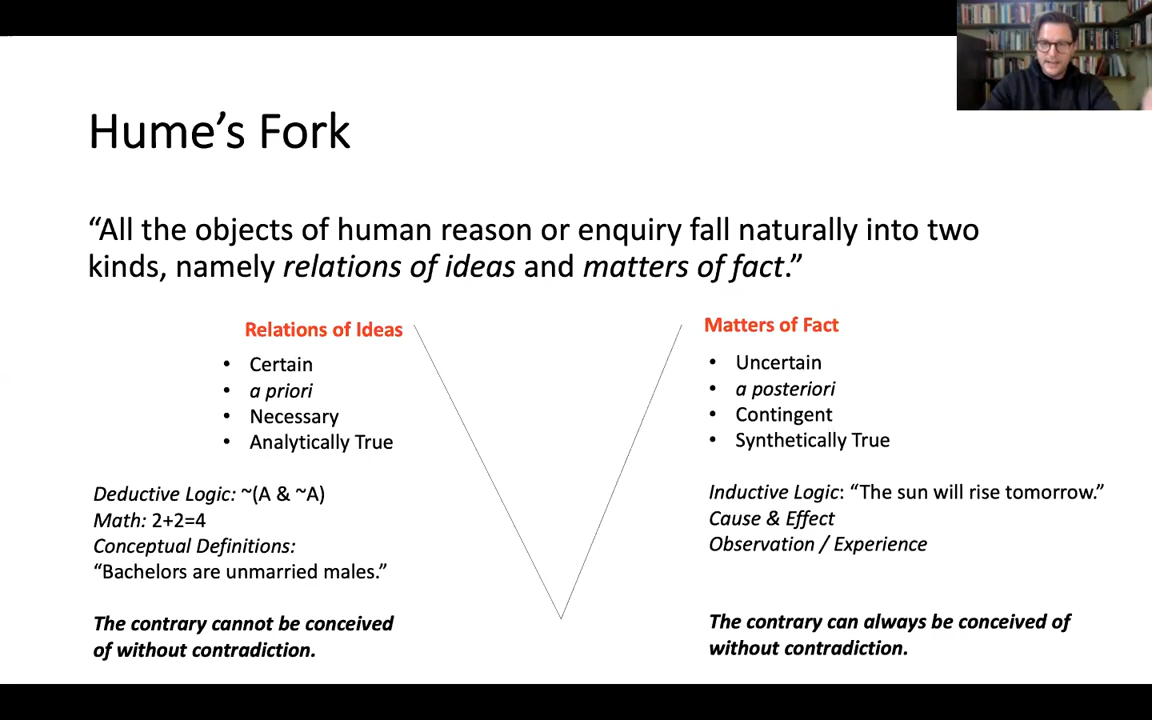 Hume’s Fork
“All the objects of human reason or enquiry fall naturally into two
kinds, namely relations of ideas and matters of fact.”
Relations of Ideas
• Certain
• a priori
• Necessary
• Analytically True
Deductive Logic: ~(A & ~A)
Math: 2+2=4
Conceptual Definitions:
“Bachelors are unmarried males.”
The contrary cannot be conceived
of without contradiction.
Matters of Fact
• Uncertain
• a posteriori
• Contingent
• Synthetically True
Inductive Logic: “The sun will rise tomorrow.”
Cause & Effect
Observation / Experience
The contrary can always be conceived of
without contradiction.